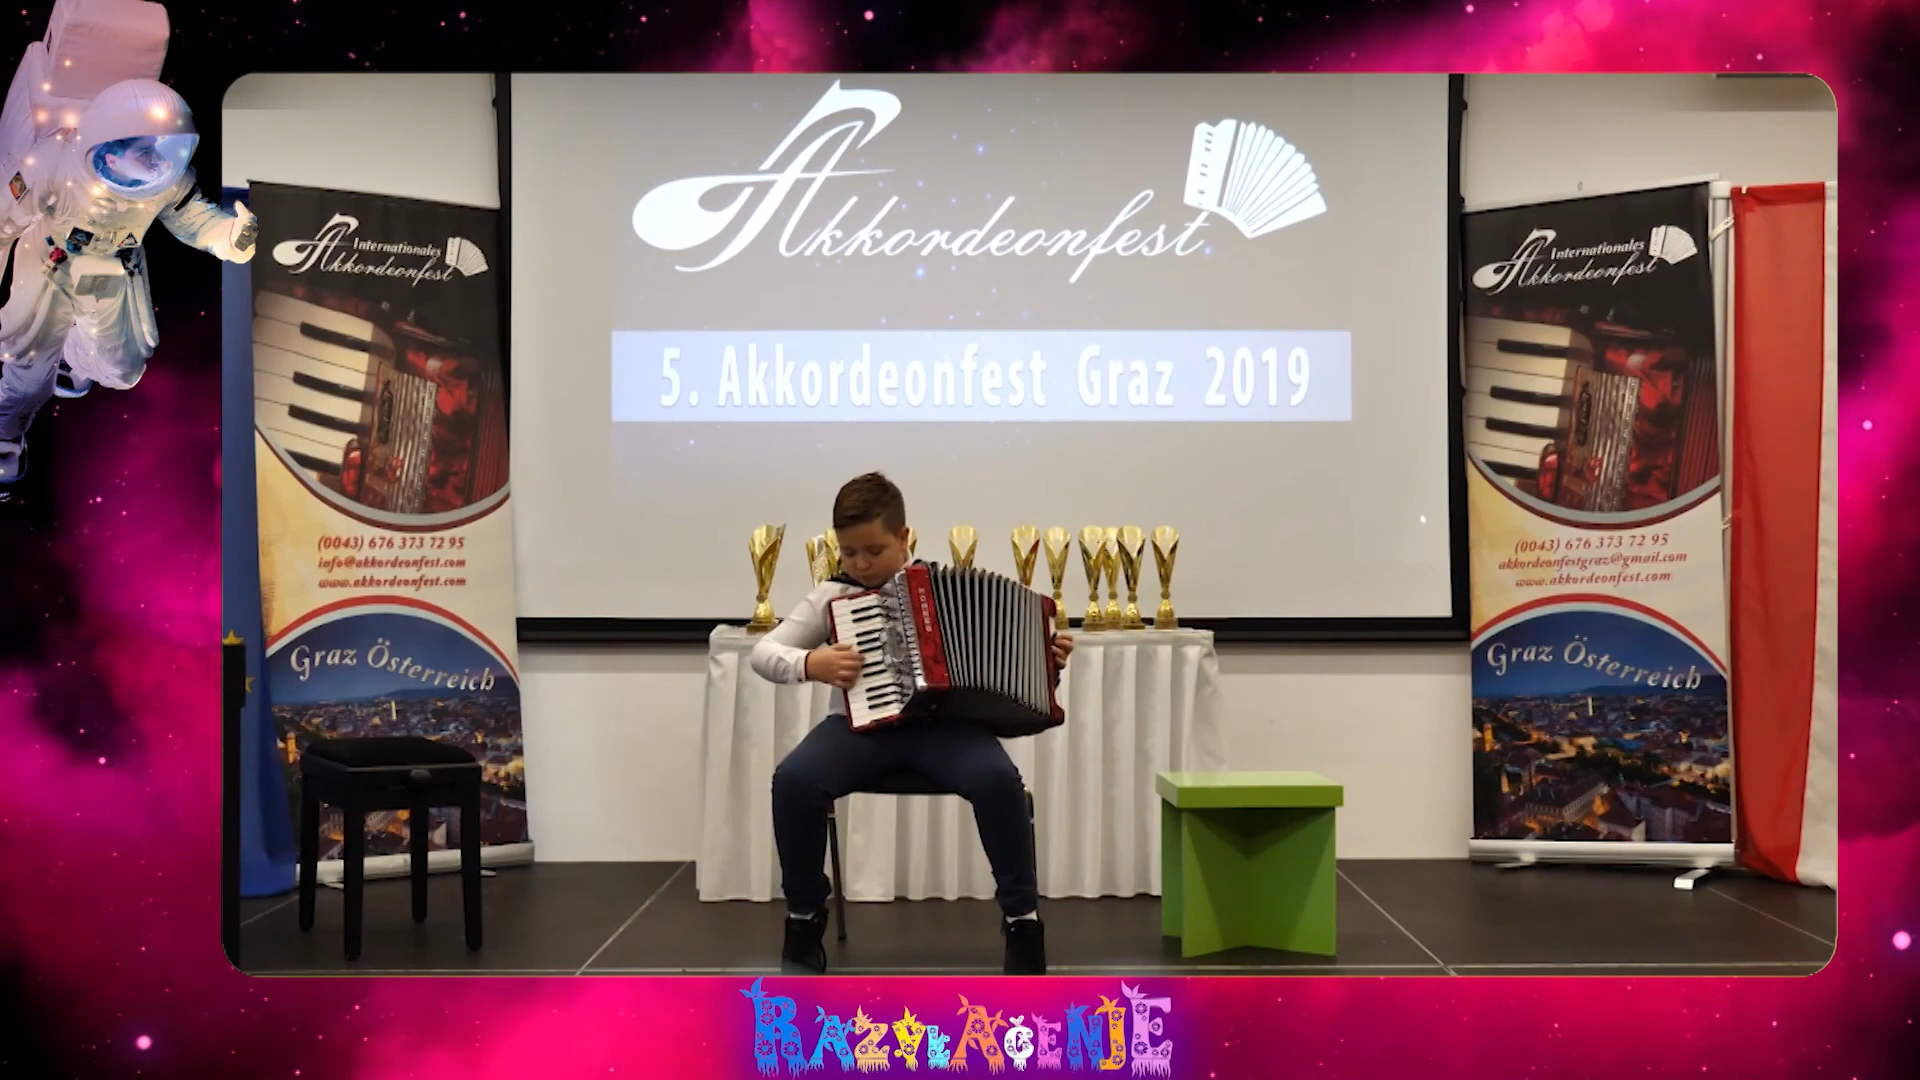 Akkordeonfest
5. Akkordeonfest Graz 2019
Internationales
Akkordeonfest
(0043) 676 373 72 95
info@akkordeonfest.com
www.akkordeonfest.com
Graz Österreich
HOHNER
Internationales
Akkordeonfest
(0043) 676 373 72 95
akkordeonfestgraz@gmail.com
www.akkordeonfest.com
Graz Österreich